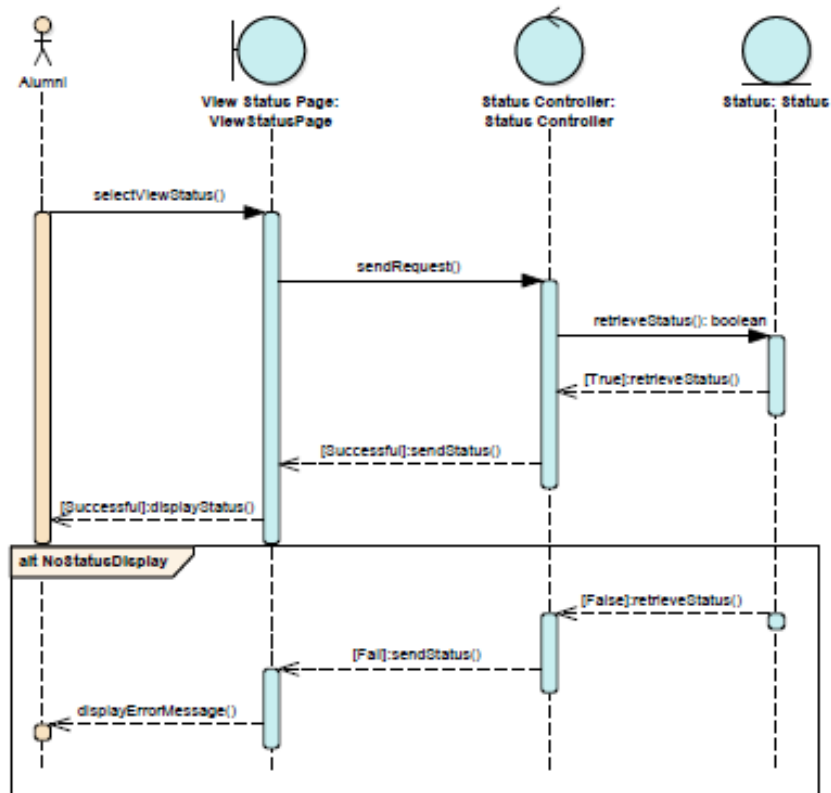 Alumni
View Status Page:
ViewStatusPage
Status Controller:
Status Controller
Status: Status
selectViewStatus()
sendRequest()
retrieveStatus(): boolean
[True]:retrieveStatus()
[Successful]:sendStatus()
[Successful]:displayStatus()
alt NoStatusDisplay
[False]:retrieveStatus()
[Fail]:sendStatus()
displayErrorMessage()